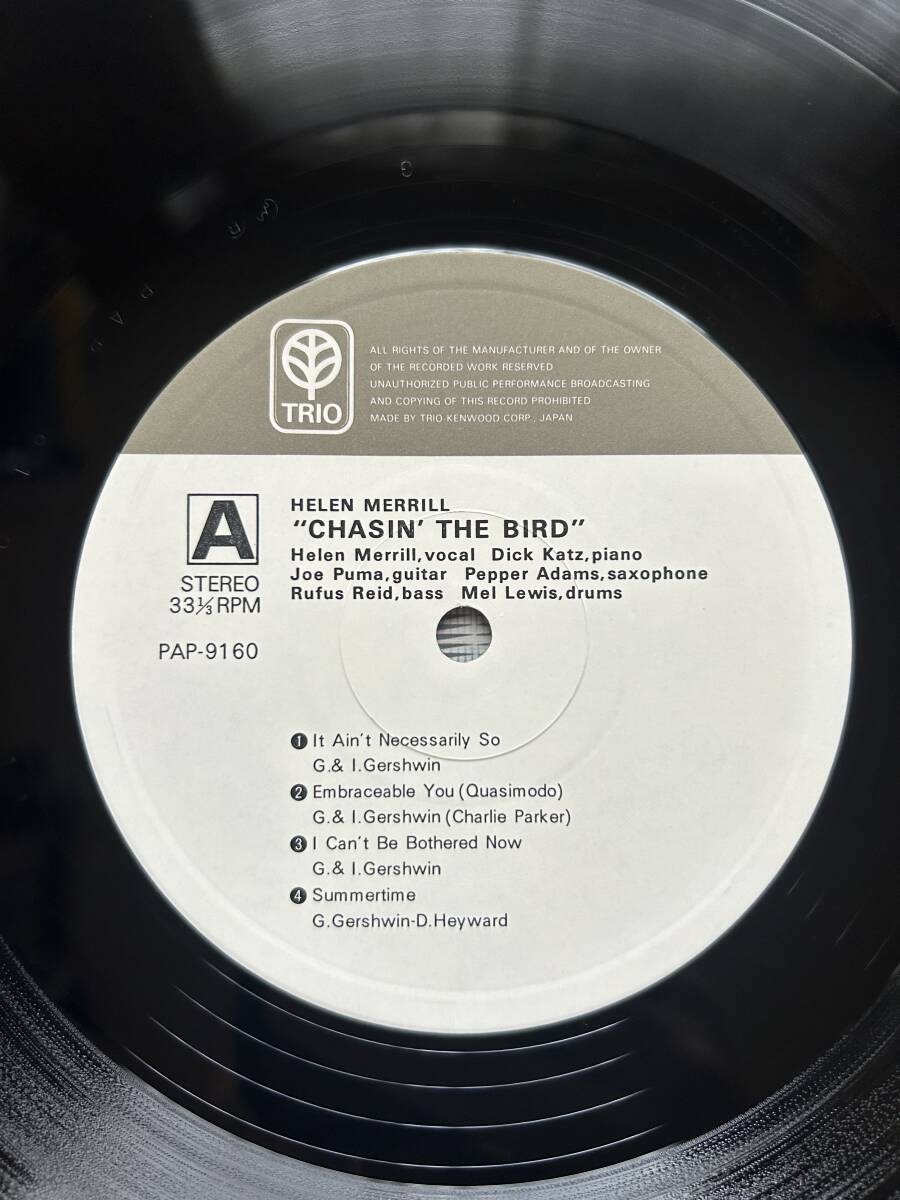 TRIO
ALL RIGHTS OF THE MANUFACTURER AND OF THE OWNER
OF THE RECORDED WORK RESERVED
UNAUTHORIZED PUBLIC PERFORMANCE BROADCASTING
AND COPYING OF THIS RECORD PROHIBITED
MADE BY TRIO-KENWOOD CORP., JAPAN
A
STEREO
33⅓ RPM
PAP-9160
HELEN MERRILL
"CHASIN' THE BIRD"
Helen Merrill,vocal Dick Katz,piano
Joe Puma,guitar Pepper Adams,saxophone
Rufus Reid,bass Mel Lewis,drums
❶ It Ain't Necessarily So
G.& I.Gershwin
❷ Embraceable You (Quasimodo)
G.& I.Gershwin (Charlie Parker)
❸ I Can't Be Bothered Now
G.& I.Gershwin
❹ Summertime
G.Gershwin-D.Heyward